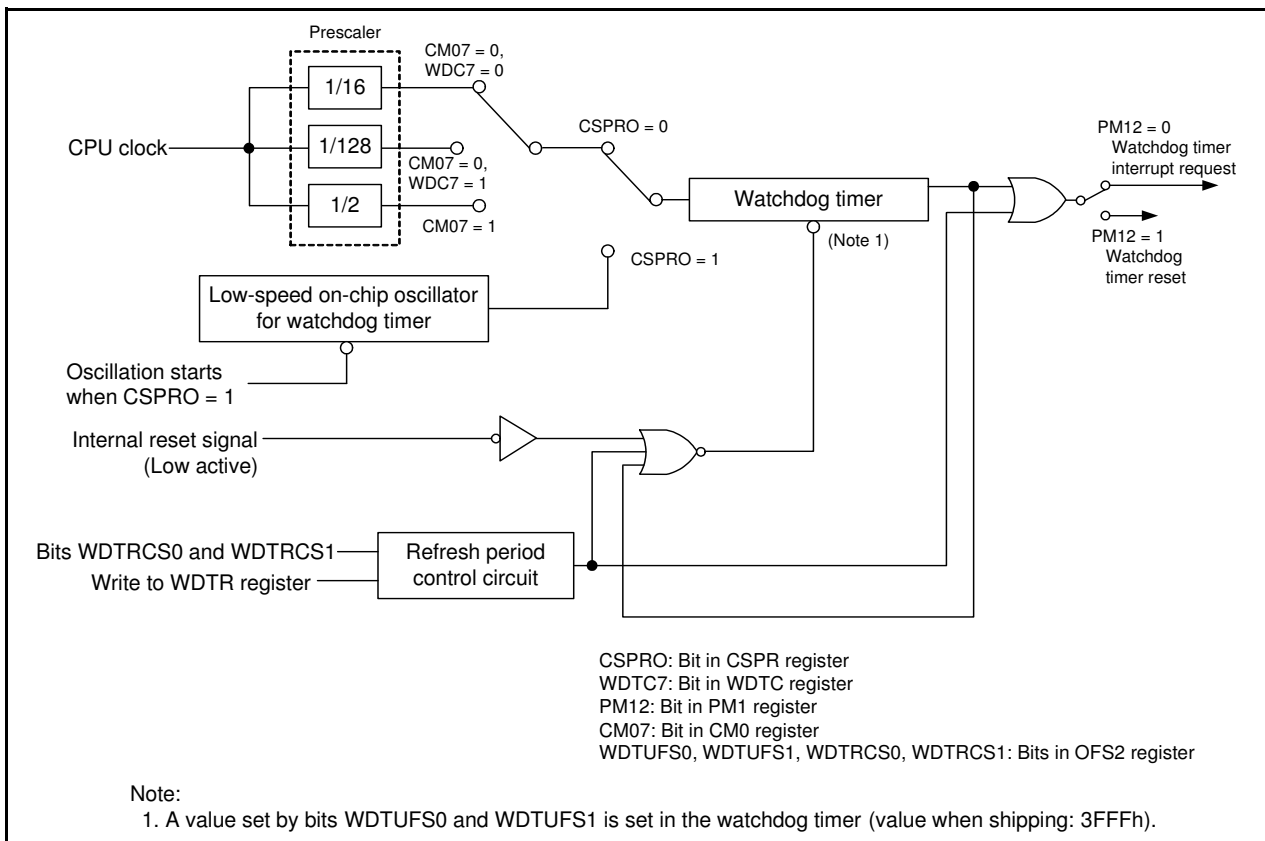 Prescaler
CM07 = 0,
WDC7 = 0
1/16
CPU clock
1/128
CM07 = 0,
WDC7 = 1
1/2
CM07 = 1
CSPRO = 0
CSPRO = 1
Watchdog timer
(Note 1)
PM12 = 0
Watchdog timer
interrupt request
PM12 = 1
Watchdog
timer reset
Low-speed on-chip oscillator
for watchdog timer
Oscillation starts
when CSPRO = 1
Internal reset signal
(Low active)
Bits WDTRCS0 and WDTRCS1
Write to WDTR register
Refresh period
control circuit
CSPRO: Bit in CSPR register
WDTC7: Bit in WDTC register
PM12: Bit in PM1 register
CM07: Bit in CM0 register
WDTUFS0, WDTUFS1, WDTRCS0, WDTRCS1: Bits in OFS2 register
Note:
1. A value set by bits WDTUFS0 and WDTUFS1 is set in the watchdog timer (value when shipping: 3FFFh).